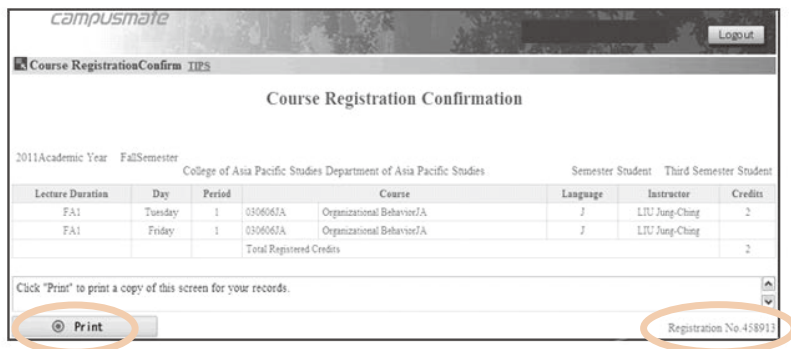 campusmate
Logout
Course RegistrationConfirm TIPS
Course Registration Confirmation
2011Academic Year FallSemester
College of Asia Pacific Studies Department of Asia Pacific Studies Semester Student Third Semester Student
Lecture Duration Day Period Course Language Instructor Credits
FA1 Tuesday 1 030606JA Organizational BehaviorJA J LIU Jung-Ching 2
FA1 Friday 1 030606JA Organizational BehaviorJA J LIU Jung-Ching
Total Registered Credits 2
Click "Print" to print a copy of this screen for your records.
Print Registration No.458913